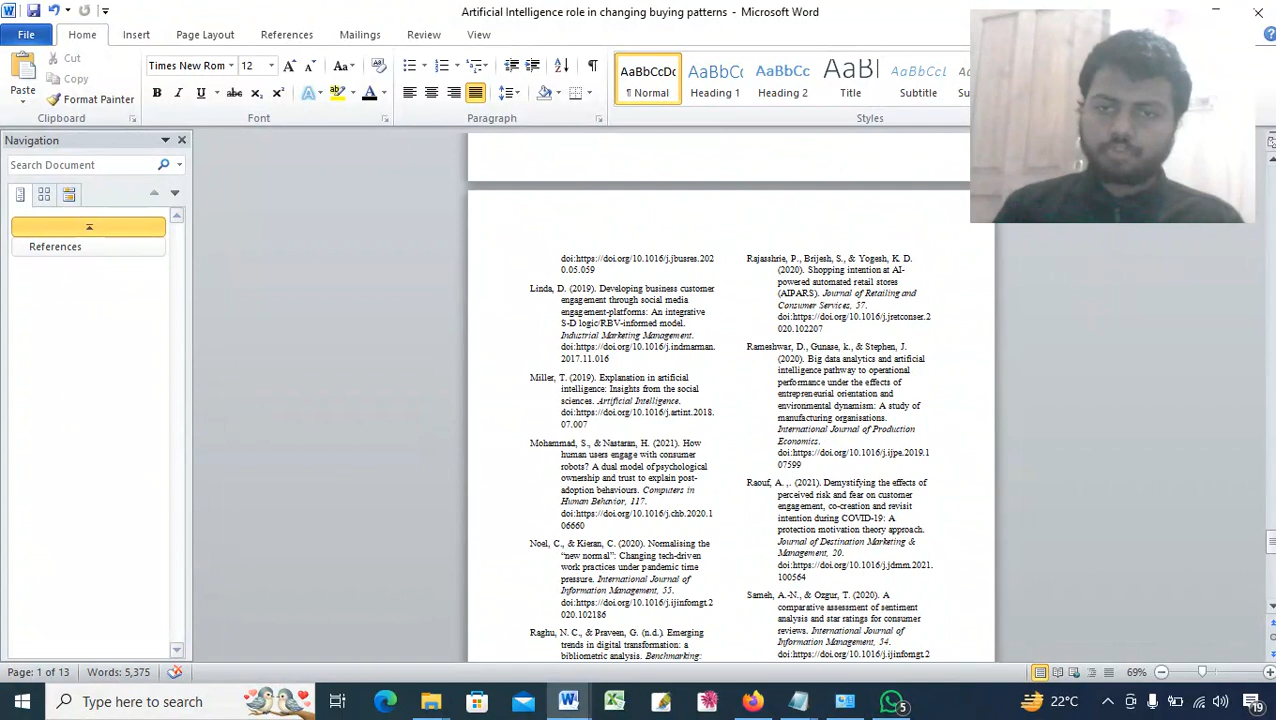 Artificial Intelligence role in changing buying patterns - Microsoft Word
File Home Insert Page Layout References Mailings Review View
Paste
Cut
Copy
Format Painter
Clipboard
Times New Rom 12
Font
Paragraph
AaBbCcDc
¶ Normal
AaBbC
Heading 1
AaBbCc
Heading 2
AaBl
Title
AaBbCcL
Subtitle
Styles
Navigation
Search Document
References
doi:https://doi.org/10.1016/j.jbusres.202
0.05.059
Linda, D. (2019). Developing business customer
engagement through social media
engagement-platforms: An integrative
S-D logic/RBV-informed model.
Industrial Marketing Management.
doi:https://doi.org/10.1016/j.indmarman.
2017.11.016
Miller, T. (2019). Explanation in artificial
intelligence: Insights from the social
sciences. Artificial Intelligence.
doi:https://doi.org/10.1016/j.artint.2018.
07.007
Mohammad, S., & Nastaran, H. (2021). How
human users engage with consumer
robots? A dual model of psychological
ownership and trust to explain post-
adoption behaviours. Computers in
Human Behavior, 117.
doi:https://doi.org/10.1016/j.chb.2020.1
06660
Noel, C., & Kieran, C. (2020). Normalising the
“new normal”: Changing tech-driven
work practices under pandemic time
pressure. International Journal of
Information Management, 55.
doi:https://doi.org/10.1016/j.ijinfomgt.2
020.102186
Raghu, N. C., & Praveen, G. (n.d.). Emerging
trends in digital transformation: a
bibliometric analysis. Benchmarking:
Rajasshrie, P., Brijesh, S., & Yogesh, K. D.
(2020). Shopping intention at AI-
powered automated retail stores
(AIPARS). Journal of Retailing and
Consumer Services, 57.
doi:https://doi.org/10.1016/j.jretconser.2
020.102207
Rameshwar, D., Gunase, k., & Stephen, J.
(2020). Big data analytics and artificial
intelligence pathway to operational
performance under the effects of
entrepreneurial orientation and
environmental dynamism: A study of
manufacturing organisations.
International Journal of Production
Economics.
doi:https://doi.org/10.1016/j.ijpe.2019.1
07599
Raouf, A. ,. (2021). Demystifying the effects of
perceived risk and fear on customer
engagement, co-creation and revisit
intention during COVID-19: A
protection motivation theory approach.
Journal of Destination Marketing &
Management, 20.
doi:https://doi.org/10.1016/j.jdmm.2021.
100564
Sameh, A.-N., & Ozgur, T. (2020). A
comparative assessment of sentiment
analysis and star ratings for consumer
reviews. International Journal of
Information Management, 54.
doi:https://doi.org/10.1016/j.ijinfomgt.2
Page: 1 of 13 Words: 5,375 69%
Type here to search 5 22°C 19